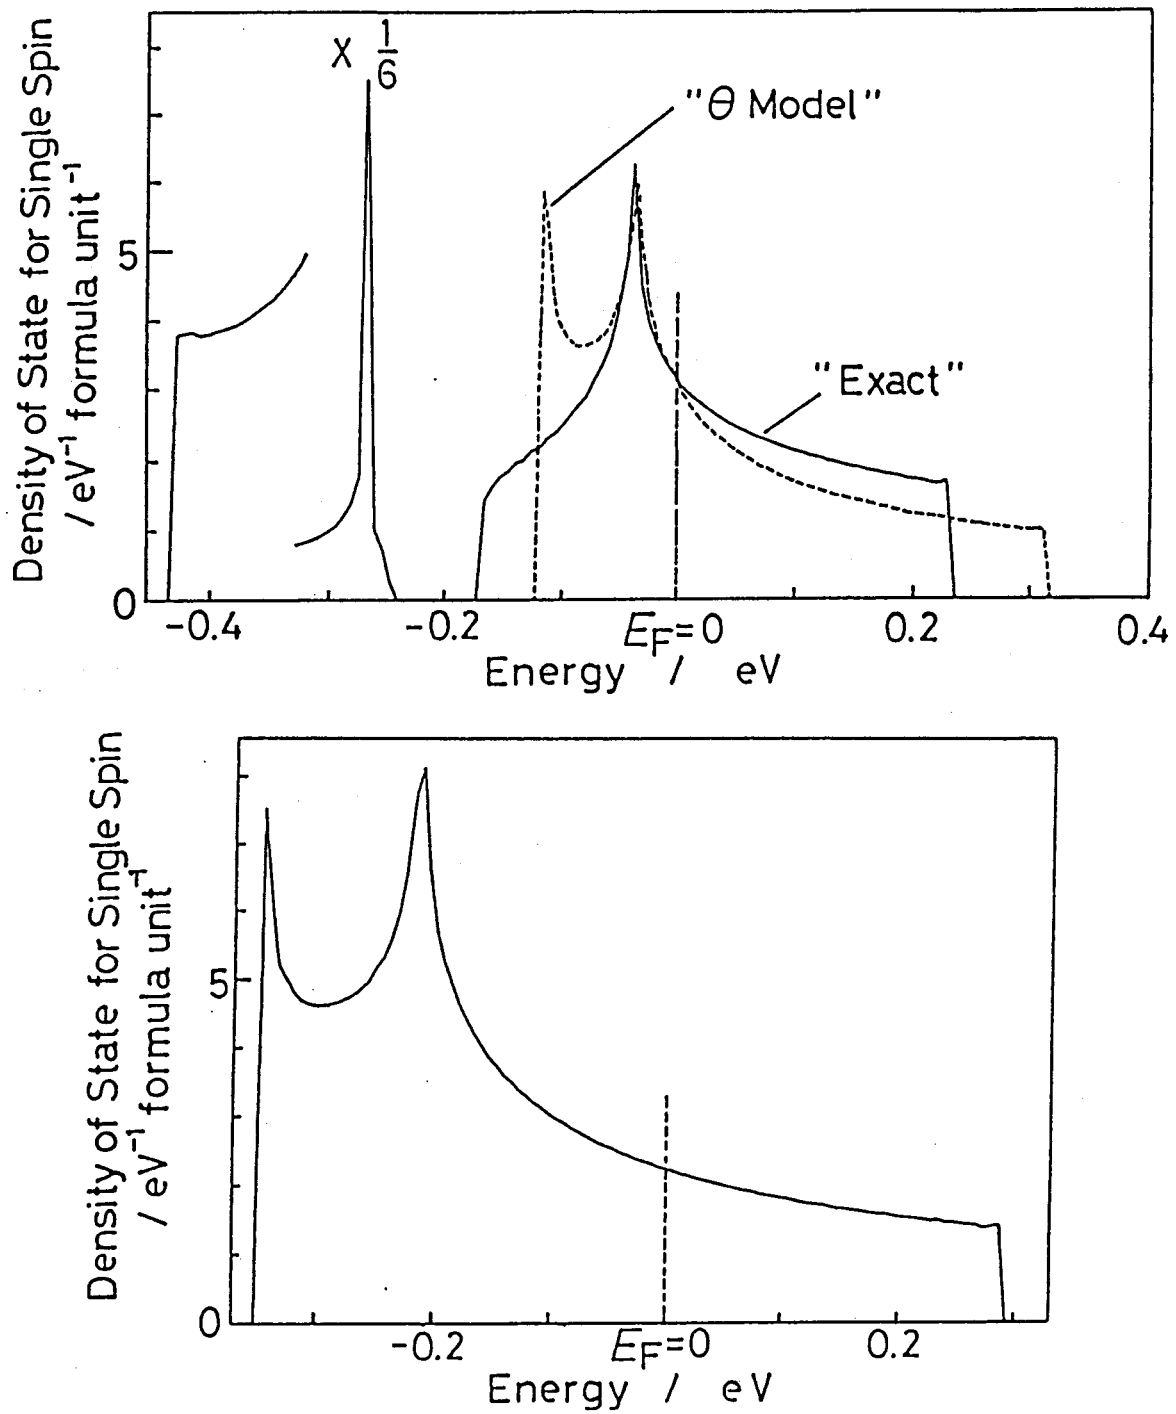 Density of State for Single Spin
/ eV⁻¹ formula unit⁻¹
× 1/6
"θ Model"
"Exact"
5
0
-0.4
-0.2
E_F=0
0.2
0.4
Energy / eV
Density of State for Single Spin
/ eV⁻¹ formula unit⁻¹
5
0
-0.2
E_F=0
0.2
Energy / eV